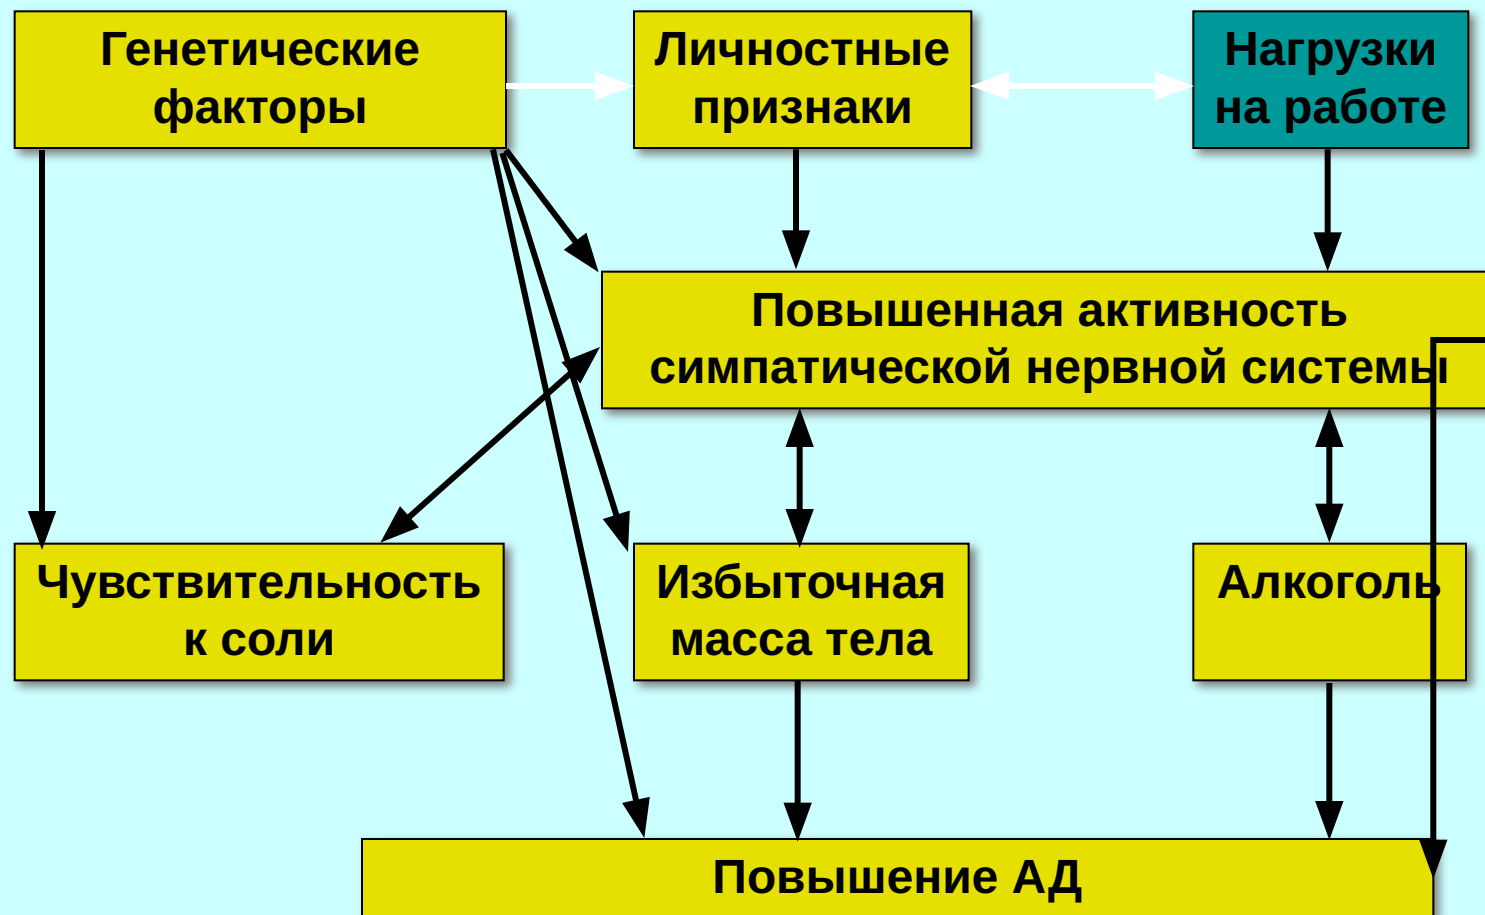 Генетические
факторы
Личностные
признаки
Нагрузки
на работе
Повышенная активность
симпатической нервной системы
Чувствительность
к соли
Избыточная
масса тела
Алкоголь
Повышение АД